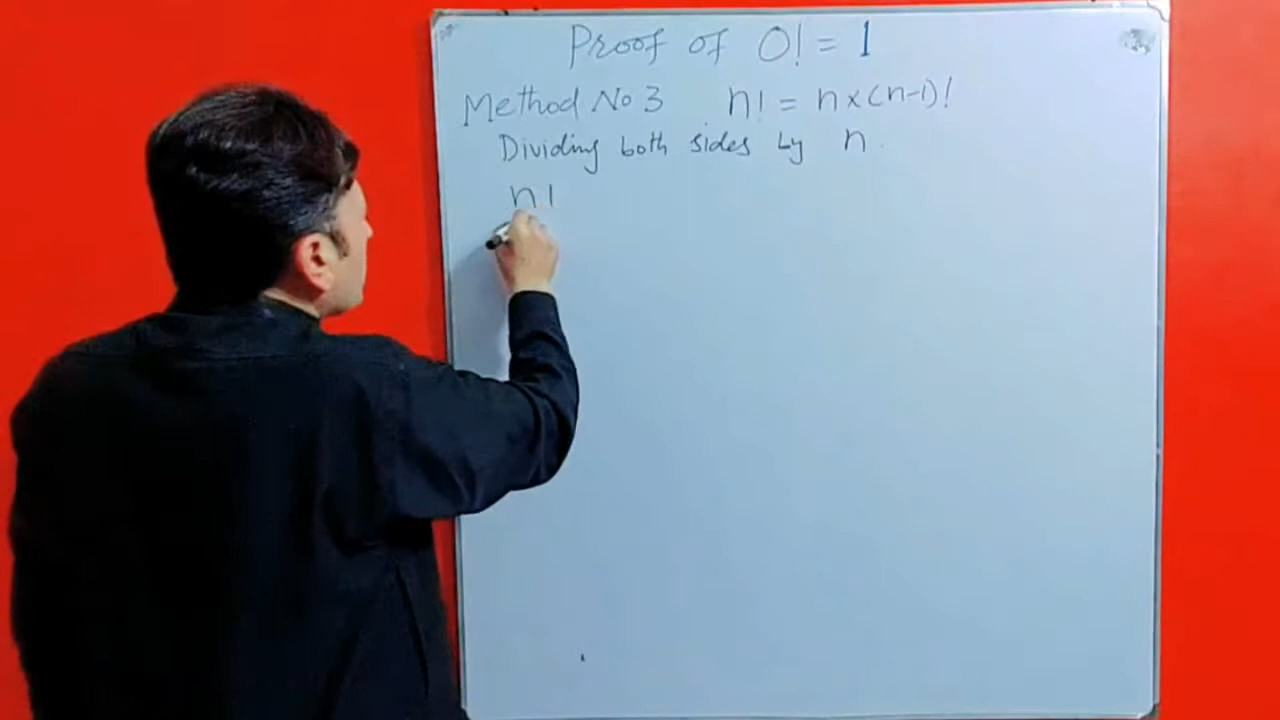 Proof of 0! = 1
Method No 3 n! = n×(n-1)!
Dividing both sides by n
n!